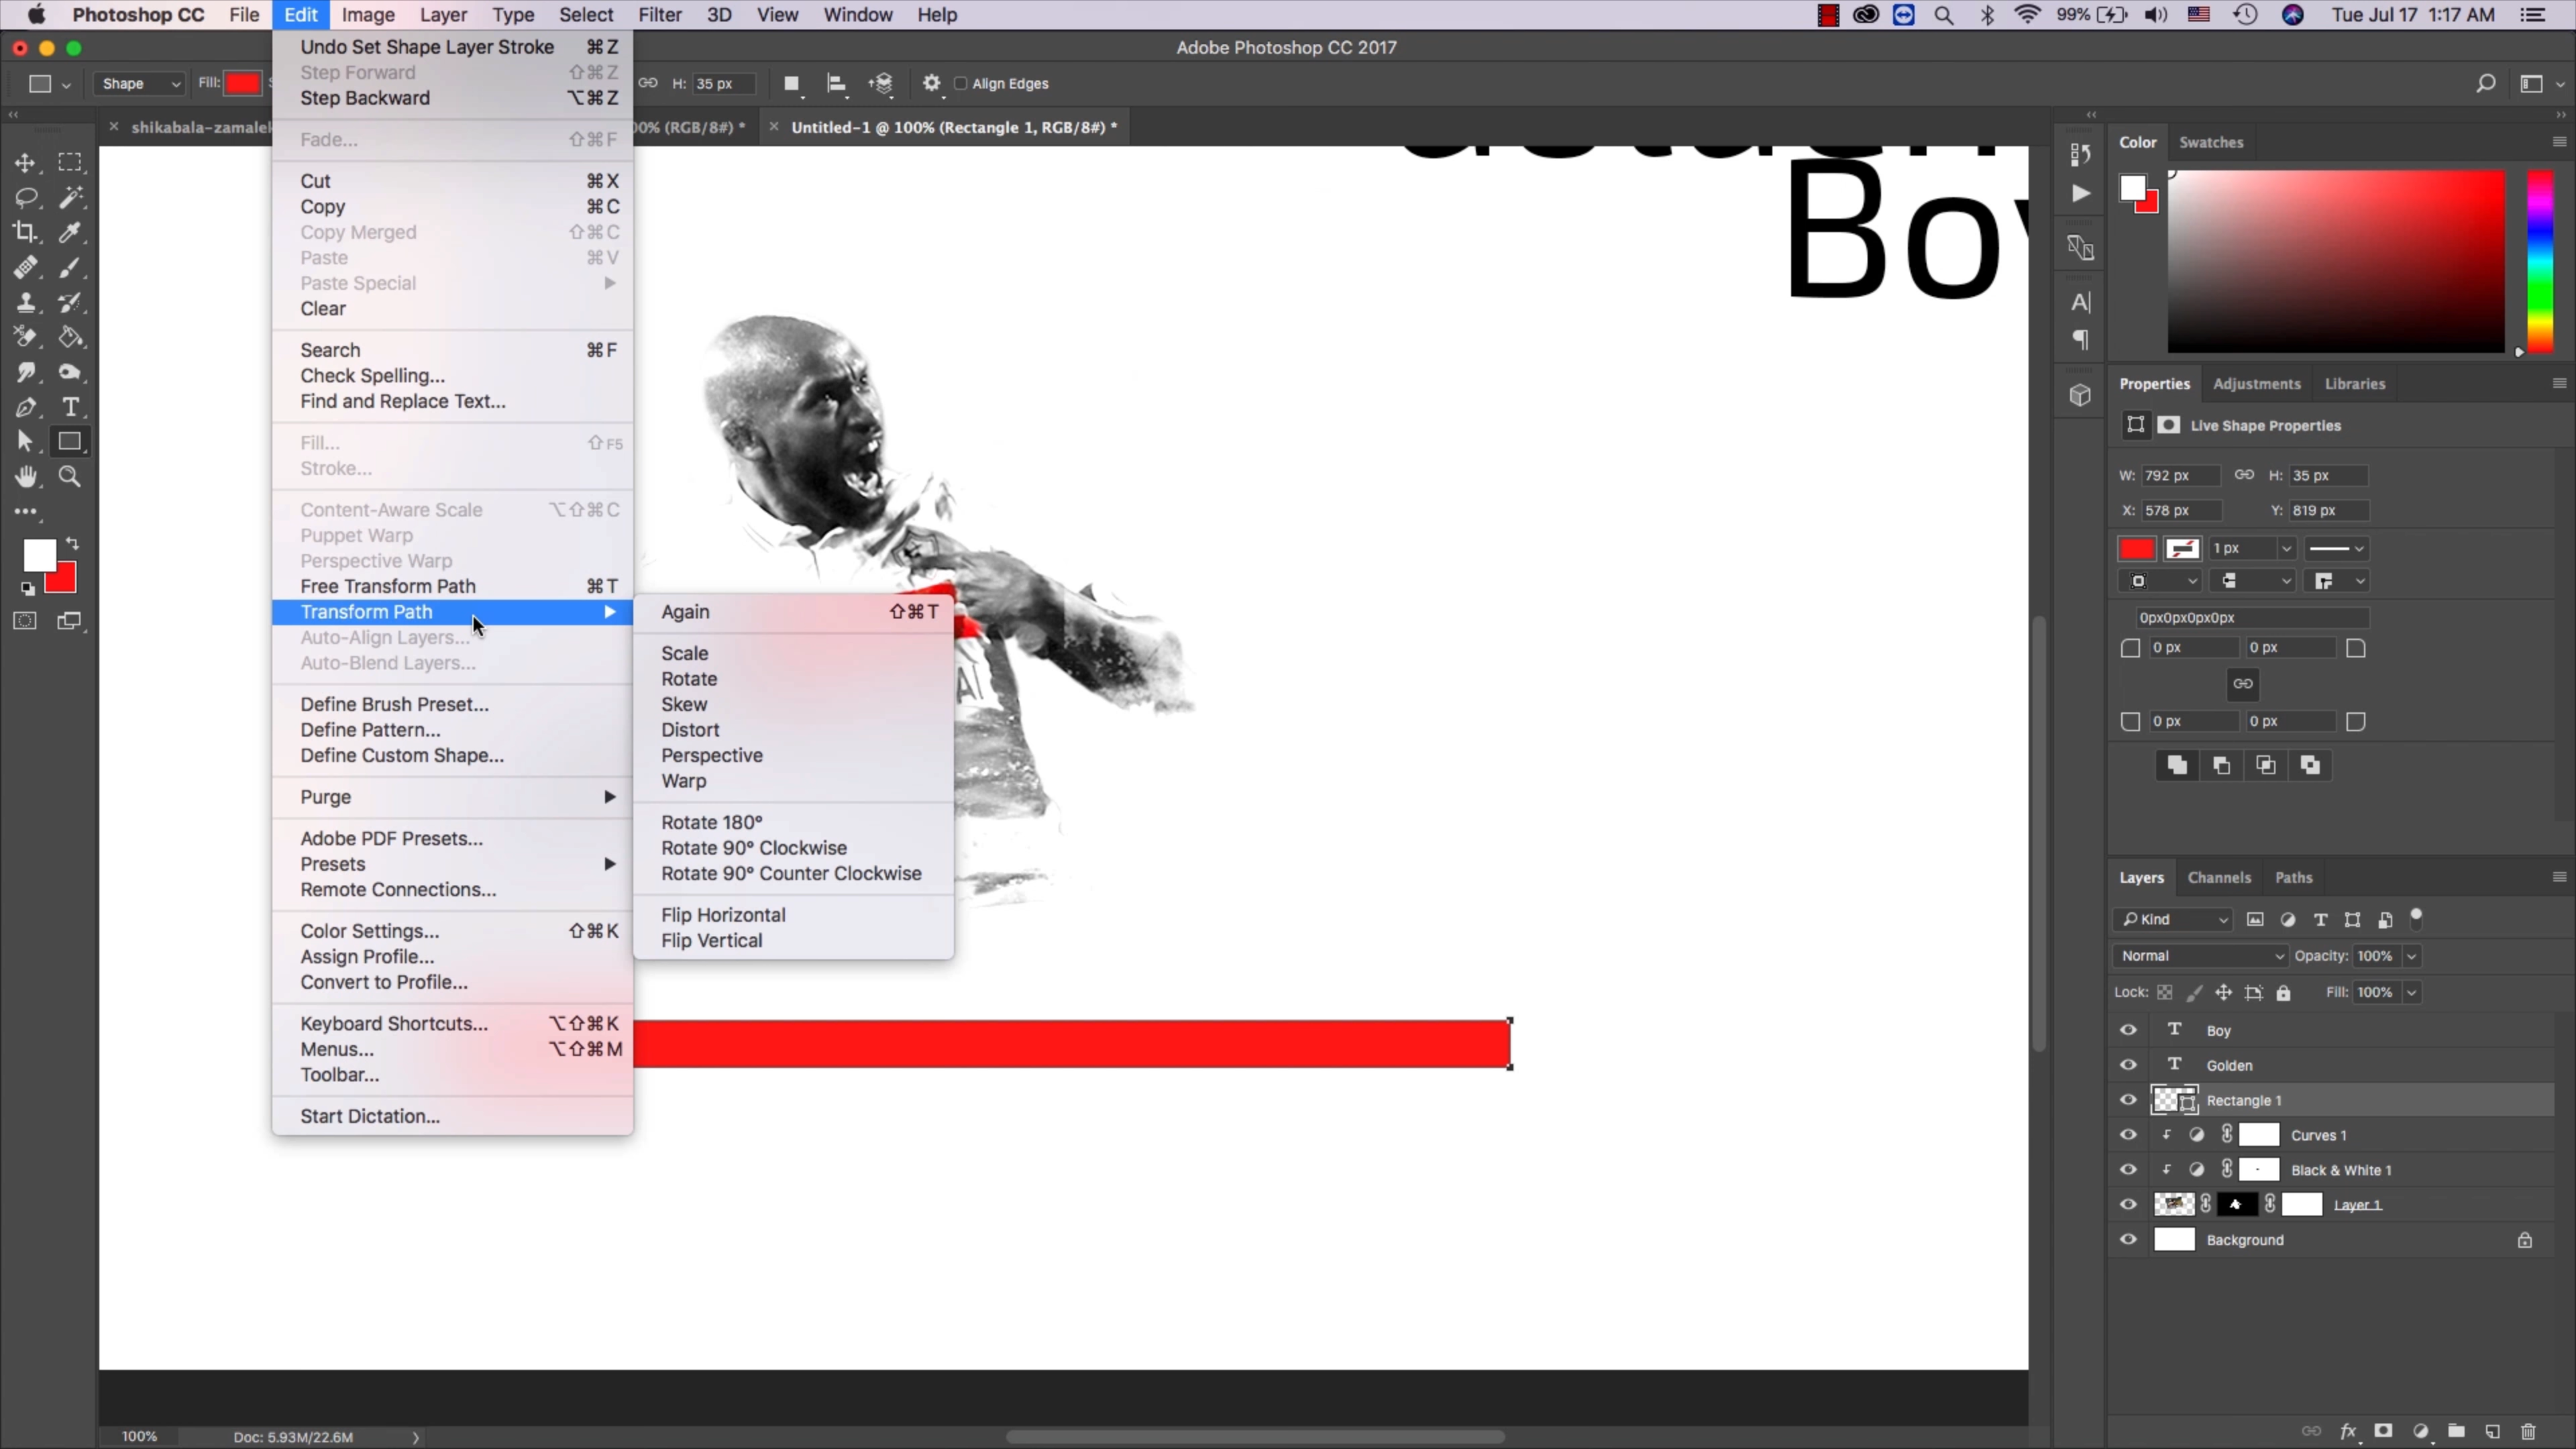 Photoshop CC File Edit Image Layer Type Select Filter 3D View Window Help 99% Tue Jul 17 1:17 AM
Adobe Photoshop CC 2017
Shape Fill: H: 35 px Align Edges
shikabala-zamalek 00% (RGB/8#) * Untitled-1 @ 100% (Rectangle 1, RGB/8#) *
Undo Set Shape Layer Stroke ⌘Z
Step Forward ⇧⌘Z
Step Backward ⌥⌘Z
Fade... ⇧⌘F
Cut ⌘X
Copy ⌘C
Copy Merged ⇧⌘C
Paste ⌘V
Paste Special
Clear
Search ⌘F
Check Spelling...
Find and Replace Text...
Fill... ⇧F5
Stroke...
Content-Aware Scale ⌥⇧⌘C
Puppet Warp
Perspective Warp
Free Transform Path ⌘T
Transform Path
Auto-Align Layers...
Auto-Blend Layers...
Define Brush Preset...
Define Pattern...
Define Custom Shape...
Purge
Adobe PDF Presets...
Presets
Remote Connections...
Color Settings... ⇧⌘K
Assign Profile...
Convert to Profile...
Keyboard Shortcuts... ⌥⇧⌘K
Menus... ⌥⇧⌘M
Toolbar...
Start Dictation...
Again ⇧⌘T
Scale
Rotate
Skew
Distort
Perspective
Warp
Rotate 180°
Rotate 90° Clockwise
Rotate 90° Counter Clockwise
Flip Horizontal
Flip Vertical
Color Swatches
Properties Adjustments Libraries
Live Shape Properties
W: 792 px H: 35 px
X: 578 px Y: 819 px
1 px
0px0px0px0px
0 px 0 px
0 px 0 px
Layers Channels Paths
Kind
Normal Opacity: 100%
Lock: Fill: 100%
Boy
Golden
Rectangle 1
Curves 1
Black & White 1
Layer 1
Background
100% Doc: 5.93M/22.6M